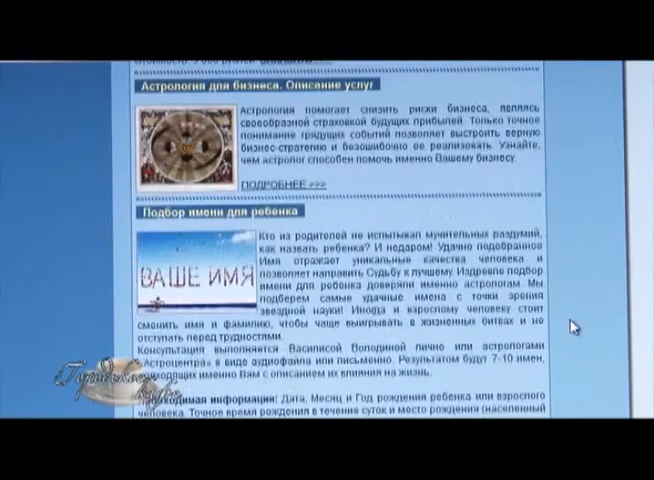 Астрология для бизнеса. Описание услуг
Астрология помогает снизить риски бизнеса, являясь
своеобразной страховкой будущих прибылей. Только точное
понимание грядущих событий позволяет выстроить верную
бизнес-стратегию и безошибочно ее реализовать. Узнайте,
чем астролог способен помочь именно Вашему бизнесу.
ПОДРОБНЕЕ >>>
Подбор имени для ребенка
Кто из родителей не испытывал мучительных раздумий,
как назвать ребенка? И недаром! Удачно подобранное
Имя отражает уникальные качества человека и
позволяет направить Судьбу к лучшему. Издревле подбор
имени для ребенка доверяли именно астрологам. Мы
подберем самые удачные имена с точки зрения
звездной науки! Иногда и взрослому человеку стоит
ВАШЕ ИМЯ
сменить имя и фамилию, чтобы чаще выигрывать в жизненных битвах и не
отступать перед трудностями.
Консультация выполняется Василисой Володиной лично или астрологами
«Астроцентра» в виде аудиофайла или письменно. Результатом будут 7-10 имен,
именно Вам с описанием их влияния на жизнь.
информация: Дата, Месяц и Год рождения ребенка или взрослого
человека. Точное время рождения в течение суток и место рождения (населенный